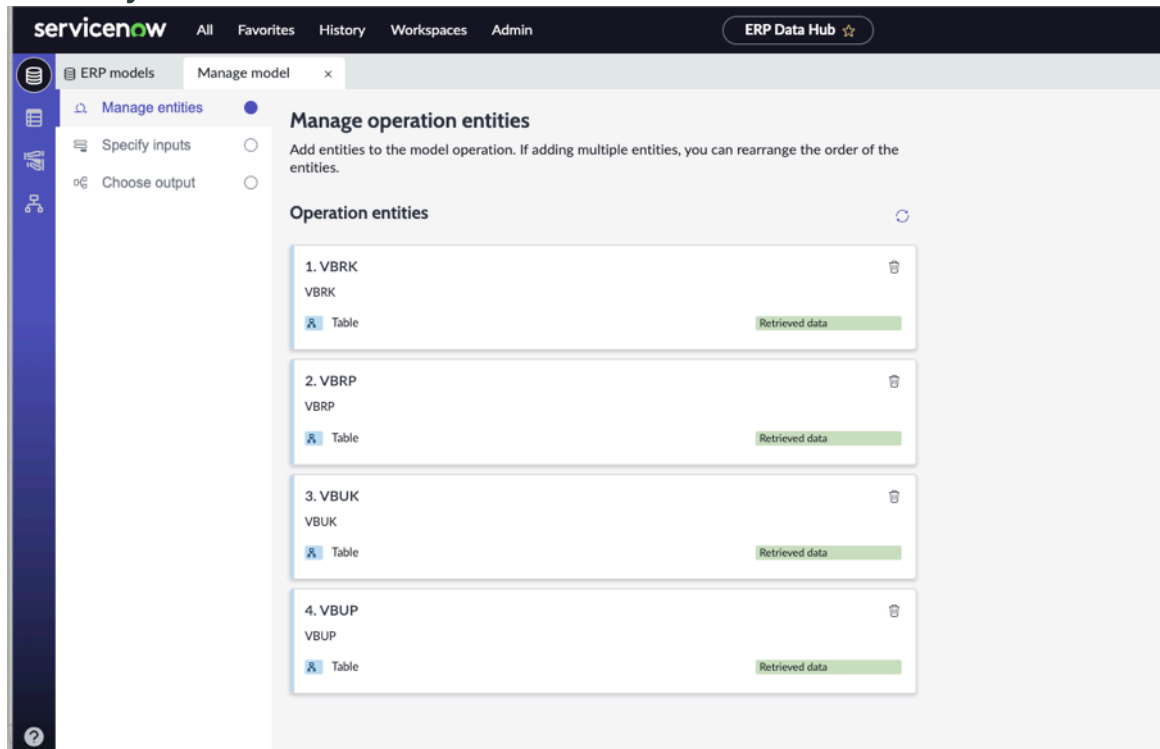 servicenow All Favorites History Workspaces Admin ERP Data Hub
ERP models Manage model ×
Manage entities
Specify inputs
Choose output
Manage operation entities
Add entities to the model operation. If adding multiple entities, you can rearrange the order of the
entities.
Operation entities
1. VBRK
VBRK
Table Retrieved data
2. VBRP
VBRP
Table Retrieved data
3. VBUK
VBUK
Table Retrieved data
4. VBUP
VBUP
Table Retrieved data
?